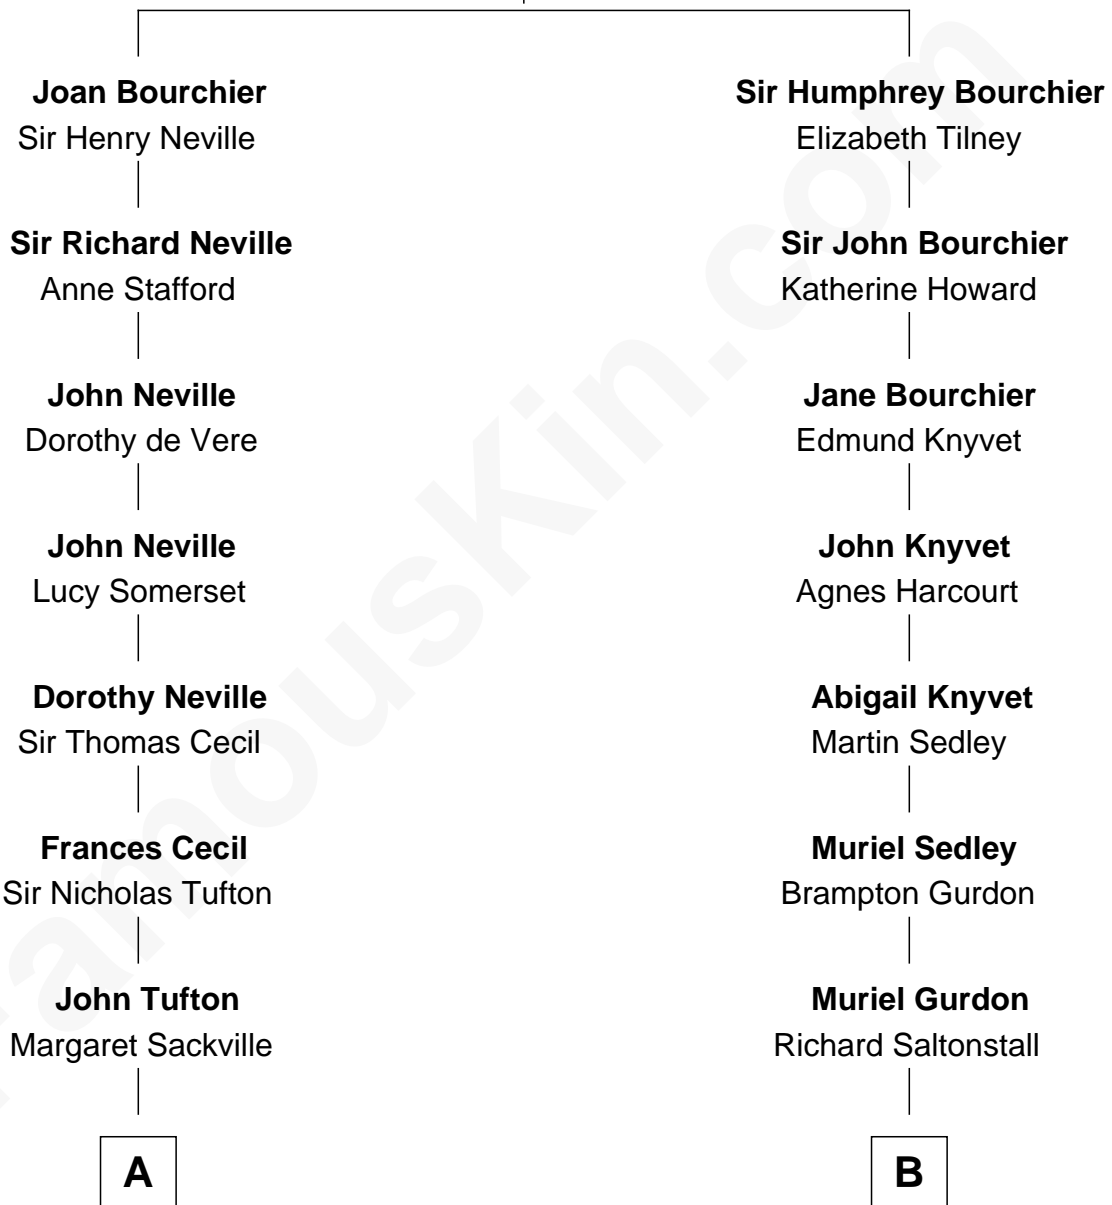 Joan Bourchier
Sir Henry Neville
Sir Richard Neville
Anne Stafford
John Neville
Dorothy de Vere
John Neville
Lucy Somerset
Dorothy Neville
Sir Thomas Cecil
Frances Cecil
Sir Nicholas Tufton
John Tufton
Margaret Sackville
A
Sir Humphrey Bourchier
Elizabeth Tilney
Sir John Bourchier
Katherine Howard
Jane Bourchier
Edmund Knyvet
John Knyvet
Agnes Harcourt
Abigail Knyvet
Martin Sedley
Muriel Sedley
Brampton Gurdon
Muriel Gurdon
Richard Saltonstall
B
FamousKin.com